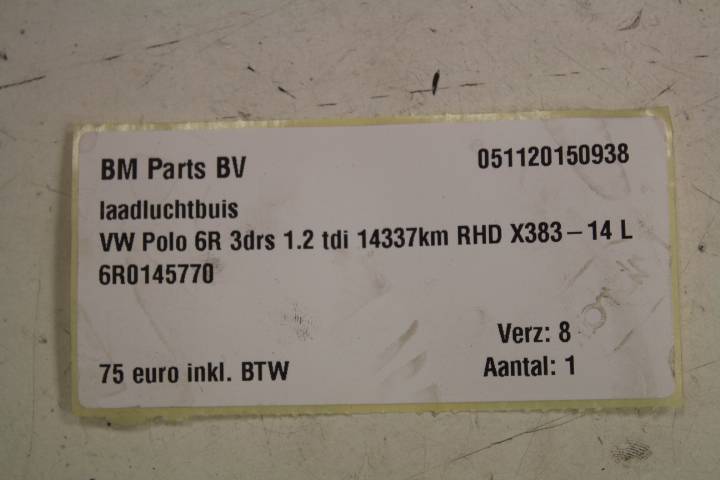 BM Parts BV 051120150938
laadluchtbuis
VW Polo 6R 3drs 1.2 tdi 14337km RHD X383-14 L
6R0145770
Verz: 8
75 euro inkl. BTW Aantal: 1